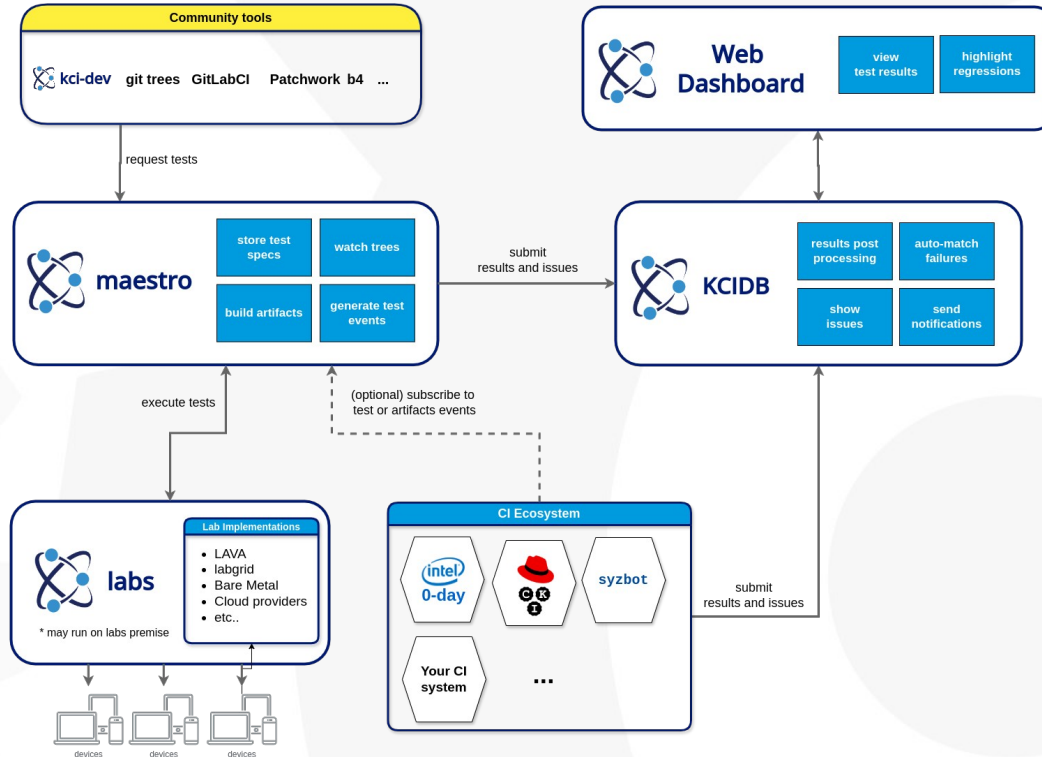 Community tools
kci-dev git trees GitLabCI Patchwork b4 ...
request tests
Web
Dashboard
view
test results
highlight
regressions
maestro
store test
specs
watch trees
build artifacts
generate test
events
submit
results and issues
KCIDB
results post
processing
auto-match
failures
show
issues
send
notifications
execute tests
(optional) subscribe to
test or artifacts events
labs
* may run on labs premise
Lab Implementations
• LAVA
• labgrid
• Bare Metal
• Cloud providers
• etc..
devices
devices
devices
CI Ecosystem
intel
0-day
C K
I
syzbot
Your CI
system
...
submit
results and issues